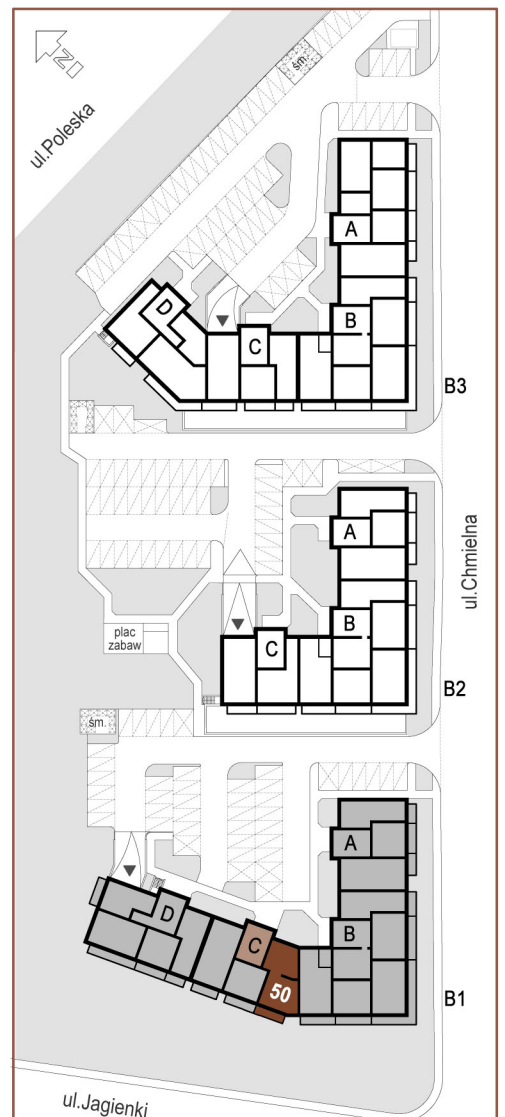 N
śm.
ul.Poleska
A
D
B
C
B3
A
ul.Chmielna
B
plac
zabaw
C
B2
śm.
A
D
C
B
50
B1
ul.Jagienki